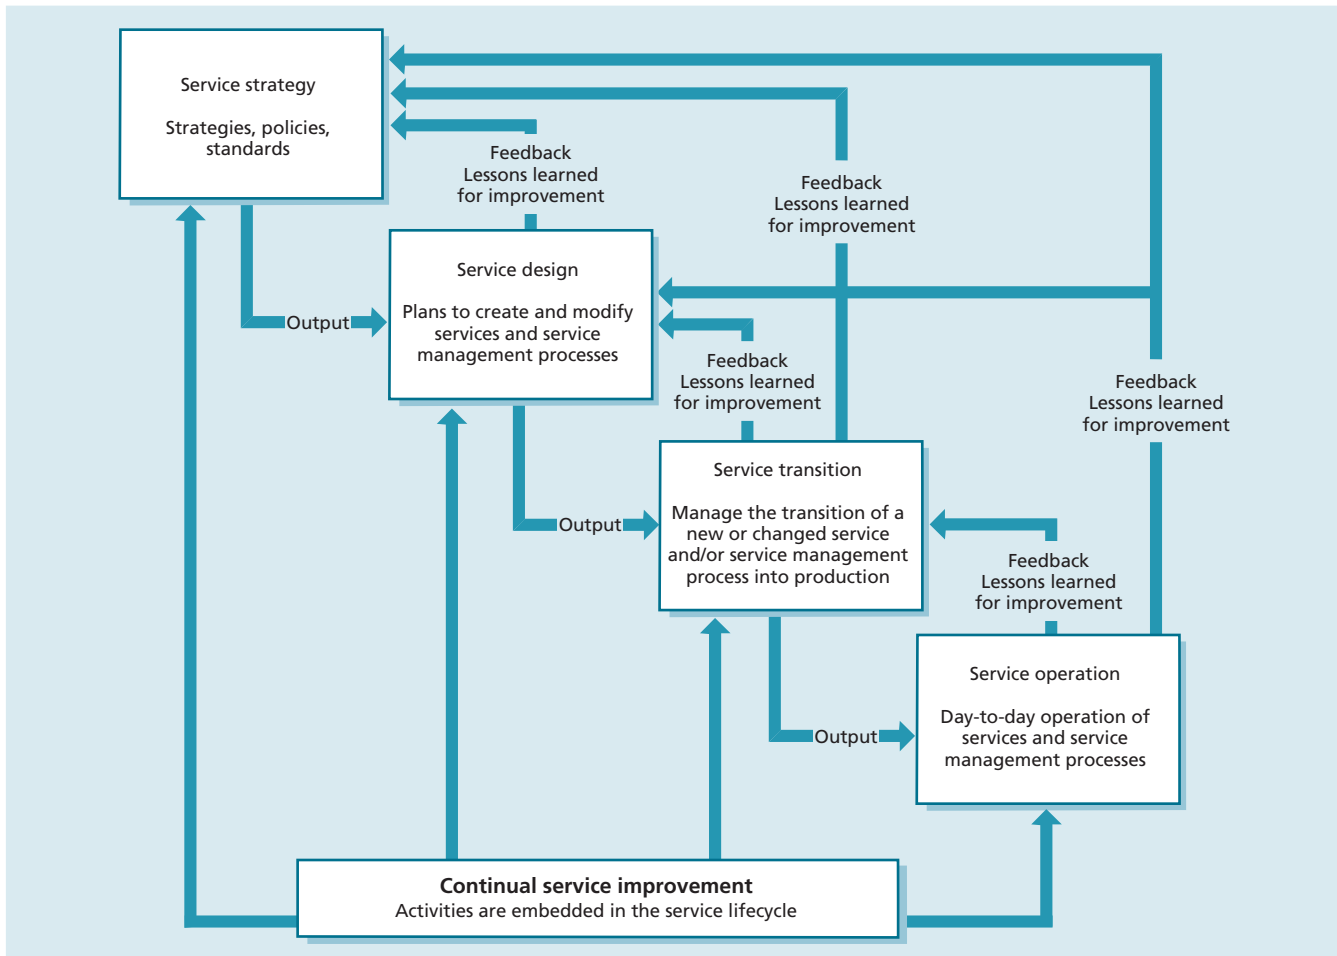 Service strategy
Strategies, policies,
standards
Feedback
Lessons learned
for improvement
Feedback
Lessons learned
for improvement
Service design
Plans to create and modify
services and service
management processes
Output
Feedback
Lessons learned
for improvement
Feedback
Lessons learned
for improvement
Service transition
Manage the transition of a
new or changed service
and/or service management
process into production
Output
Feedback
Lessons learned
for improvement
Service operation
Day-to-day operation of
services and service
management processes
Output
Continual service improvement
Activities are embedded in the service lifecycle